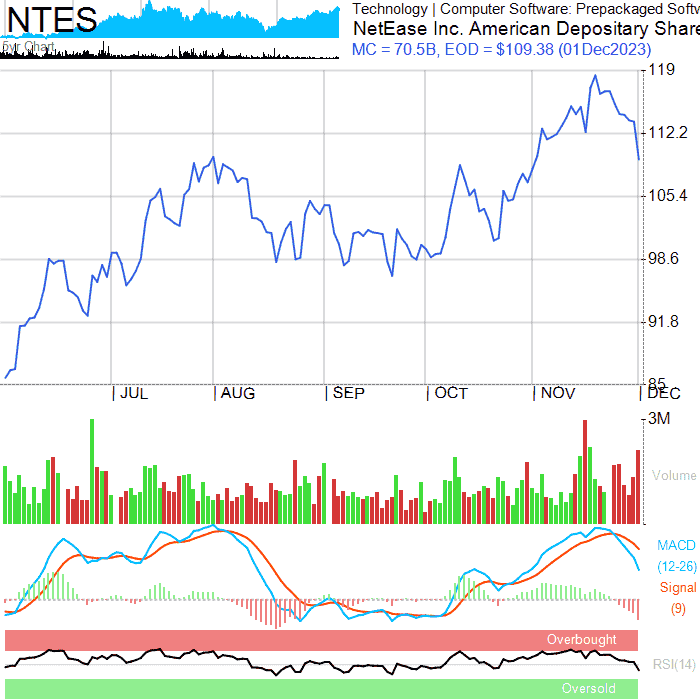 NTES
5yr Chart
Technology | Computer Software: Prepackaged Softw
NetEase Inc. American Depositary Share
MC = 70.5B, EOD = $109.38 (01Dec2023)
119
112.2
105.4
98.6
91.8
85
JUL AUG SEP OCT NOV DEC
3M
Volume
MACD
(12-26)
Signal
(9)
Overbought
RSI(14)
Oversold